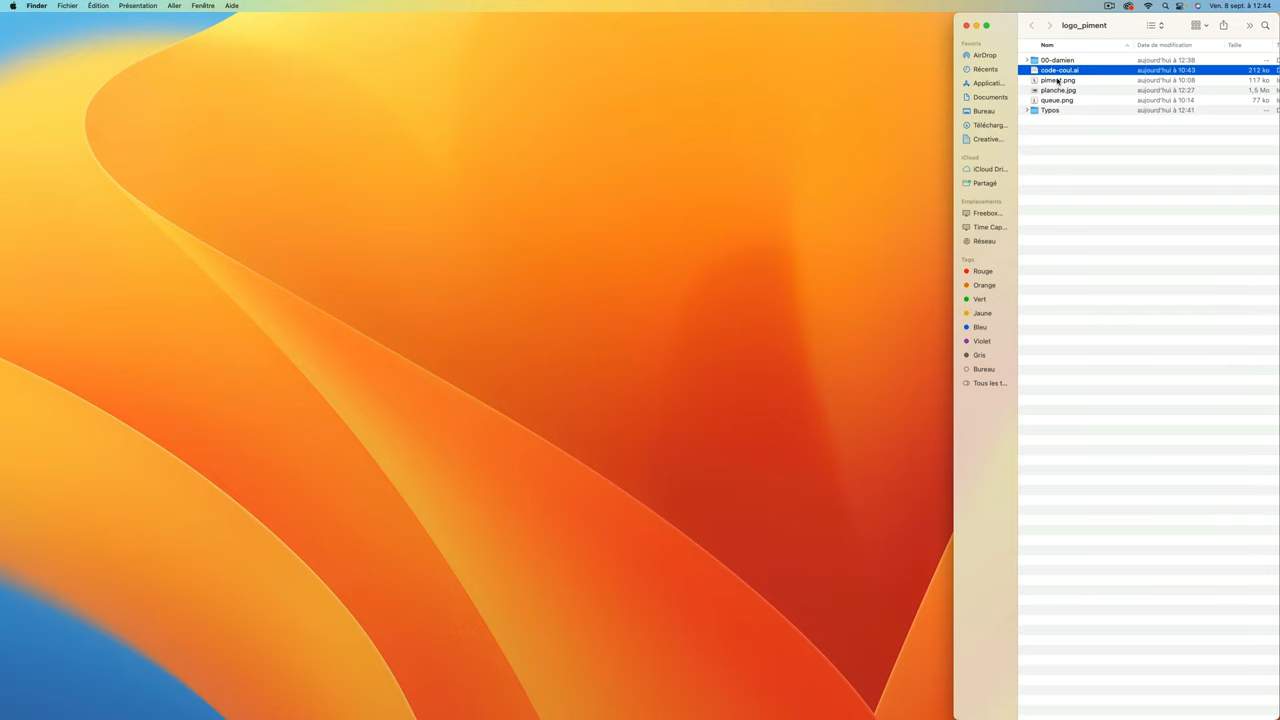 Finder Fichier Édition Présentation Aller Fenêtre Aide Ven. 8 sept. à 12:44
logo_piment
Favoris
AirDrop
Récents
Applicati...
Documents
Bureau
Télécharg...
Creative...
iCloud
iCloud Dri...
Partagé
Emplacements
Freebox...
Time Cap...
Réseau
Tags
Rouge
Orange
Vert
Jaune
Bleu
Violet
Gris
Bureau
Tous les t...
Nom Date de modification Taille
00-damien aujourd'hui à 12:38 --
code-coul.ai aujourd'hui à 10:43 212 ko
piment.png aujourd'hui à 10:08 117 ko
planche.jpg aujourd'hui à 12:27 1,5 Mo
queue.png aujourd'hui à 10:14 77 ko
Typos aujourd'hui à 12:41 --